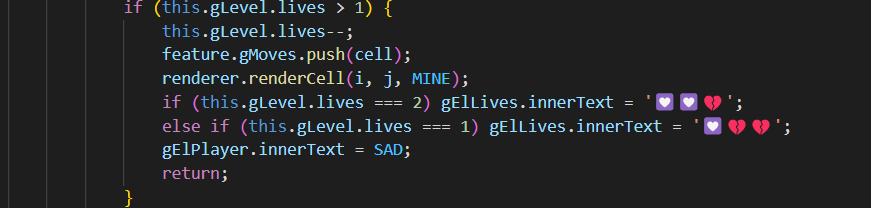 if (this.gLevel.lives > 1) {
this.gLevel.lives--;
feature.gMoves.push(cell);
renderer.renderCell(i, j, MINE);
if (this.gLevel.lives === 2) gElLives.innerText = '💟💟💔';
else if (this.gLevel.lives === 1) gElLives.innerText = '💟💔💔';
gElPlayer.innerText = SAD;
return;
}